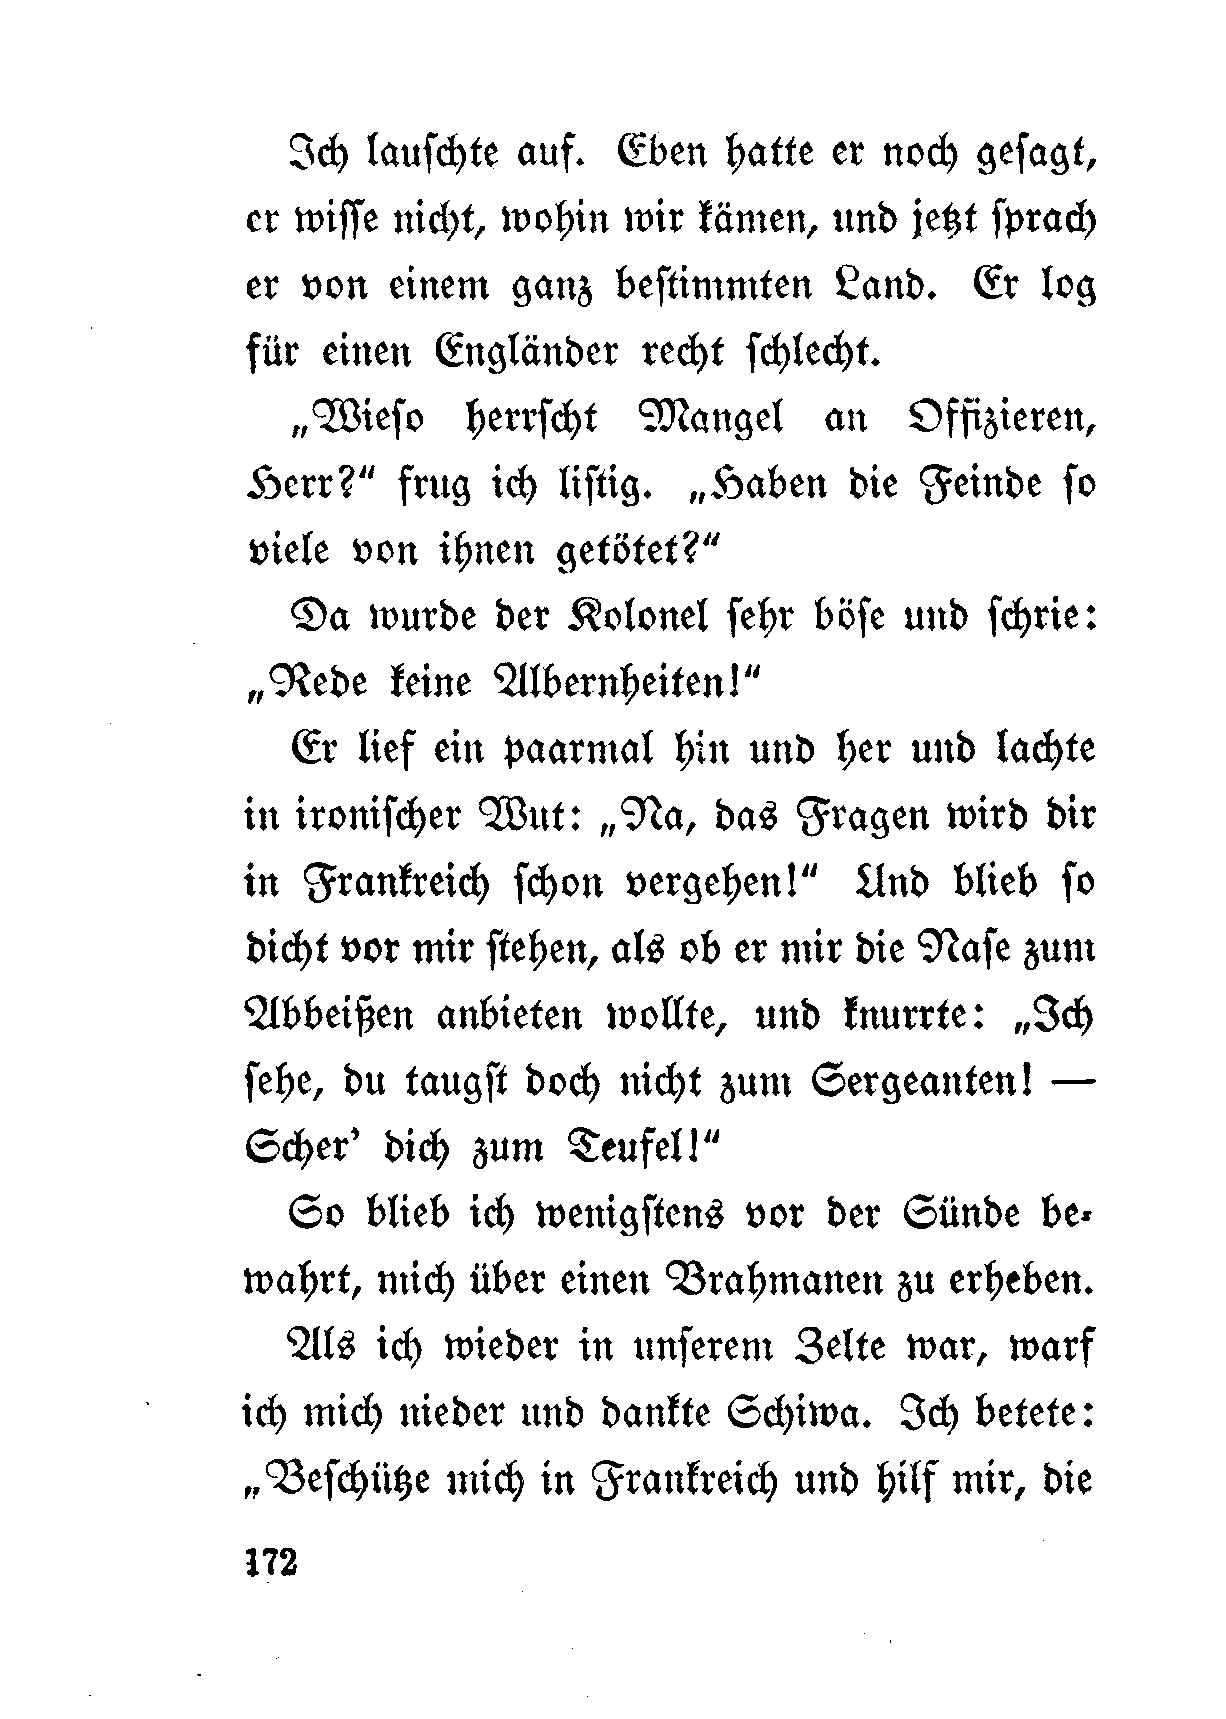 Ich lauſchte auf. Eben hatte er noch geſagt,
er wiſſe nicht, wohin wir kämen, und jetzt ſprach
er von einem ganz beſtimmten Land. Er log
für einen Engländer recht ſchlecht.
„Wieſo herrſcht Mangel an Offizieren,
Herr?“ frug ich liſtig. „Haben die Feinde ſo
viele von ihnen getötet?“
Da wurde der Kolonel ſehr böſe und ſchrie:
„Rede keine Albernheiten!“
Er lief ein paarmal hin und her und lachte
in ironiſcher Wut: „Na, das Fragen wird dir
in Frankreich ſchon vergehen!“ Und blieb ſo
dicht vor mir ſtehen, als ob er mir die Naſe zum
Abbeißen anbieten wollte, und knurrte: „Ich
ſehe, du taugſt doch nicht zum Sergeanten! —
Scher’ dich zum Teufel!“
So blieb ich wenigſtens vor der Sünde be-
wahrt, mich über einen Brahmanen zu erheben.
Als ich wieder in unſerem Zelte war, warf
ich mich nieder und dankte Schiwa. Ich betete:
„Beſchütze mich in Frankreich und hilf mir, die
172